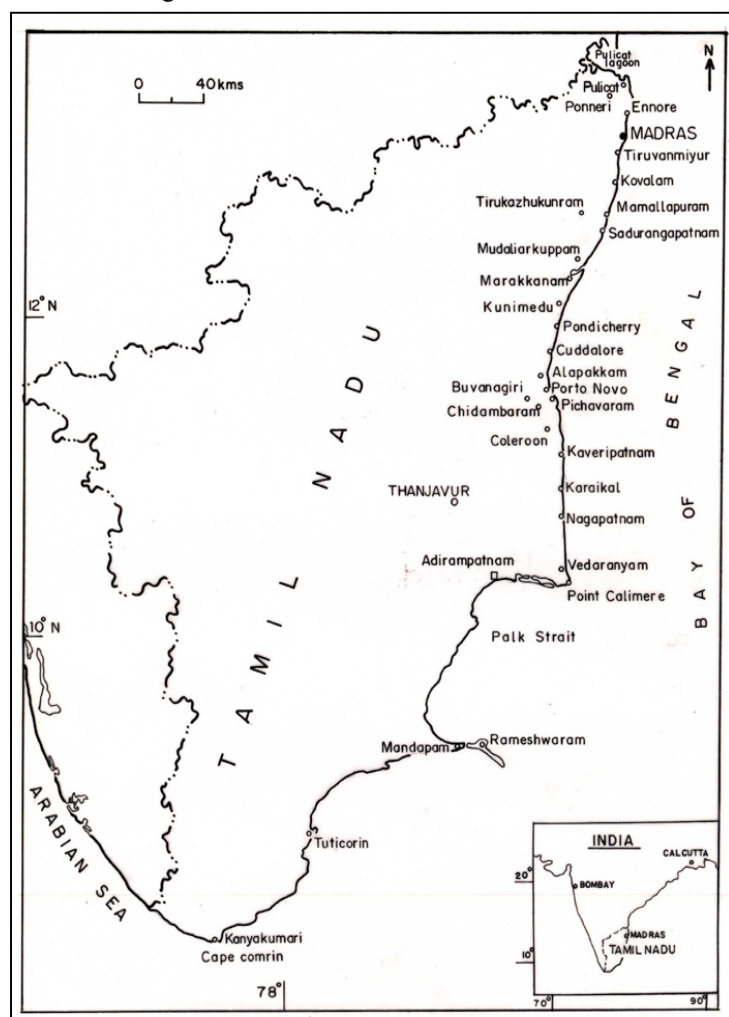 Pulicat
lagoon
N
0 40 kms
Pulicat
Ponneri
Ennore
MADRAS
Tiruvanmiyur
Kovalam
Tirukazhukunram
Mamallapuram
Sadurangapatnam
Mudaliarkuppam
Marakkanam
12° N
Kunimedu
Pondicherry
Cuddalore
Alapakkam
Buvanagiri
Porto Novo
Chidambaram
Pichavaram
Coleroon
Kaveripatnam
THANJAVUR
Karaikal
Nagapatnam
Adirampatnam
Vedaranyam
Point Calimere
BAY OF BENGAL
TAMIL NADU
10° N
Palk Strait
Mandapam
Rameshwaram
ARABIAN SEA
Tuticorin
Kanyakumari
Cape comrin
78°
INDIA
CALCUTTA
20°
BOMBAY
MADRAS
TAMIL NADU
10°
70°
90°